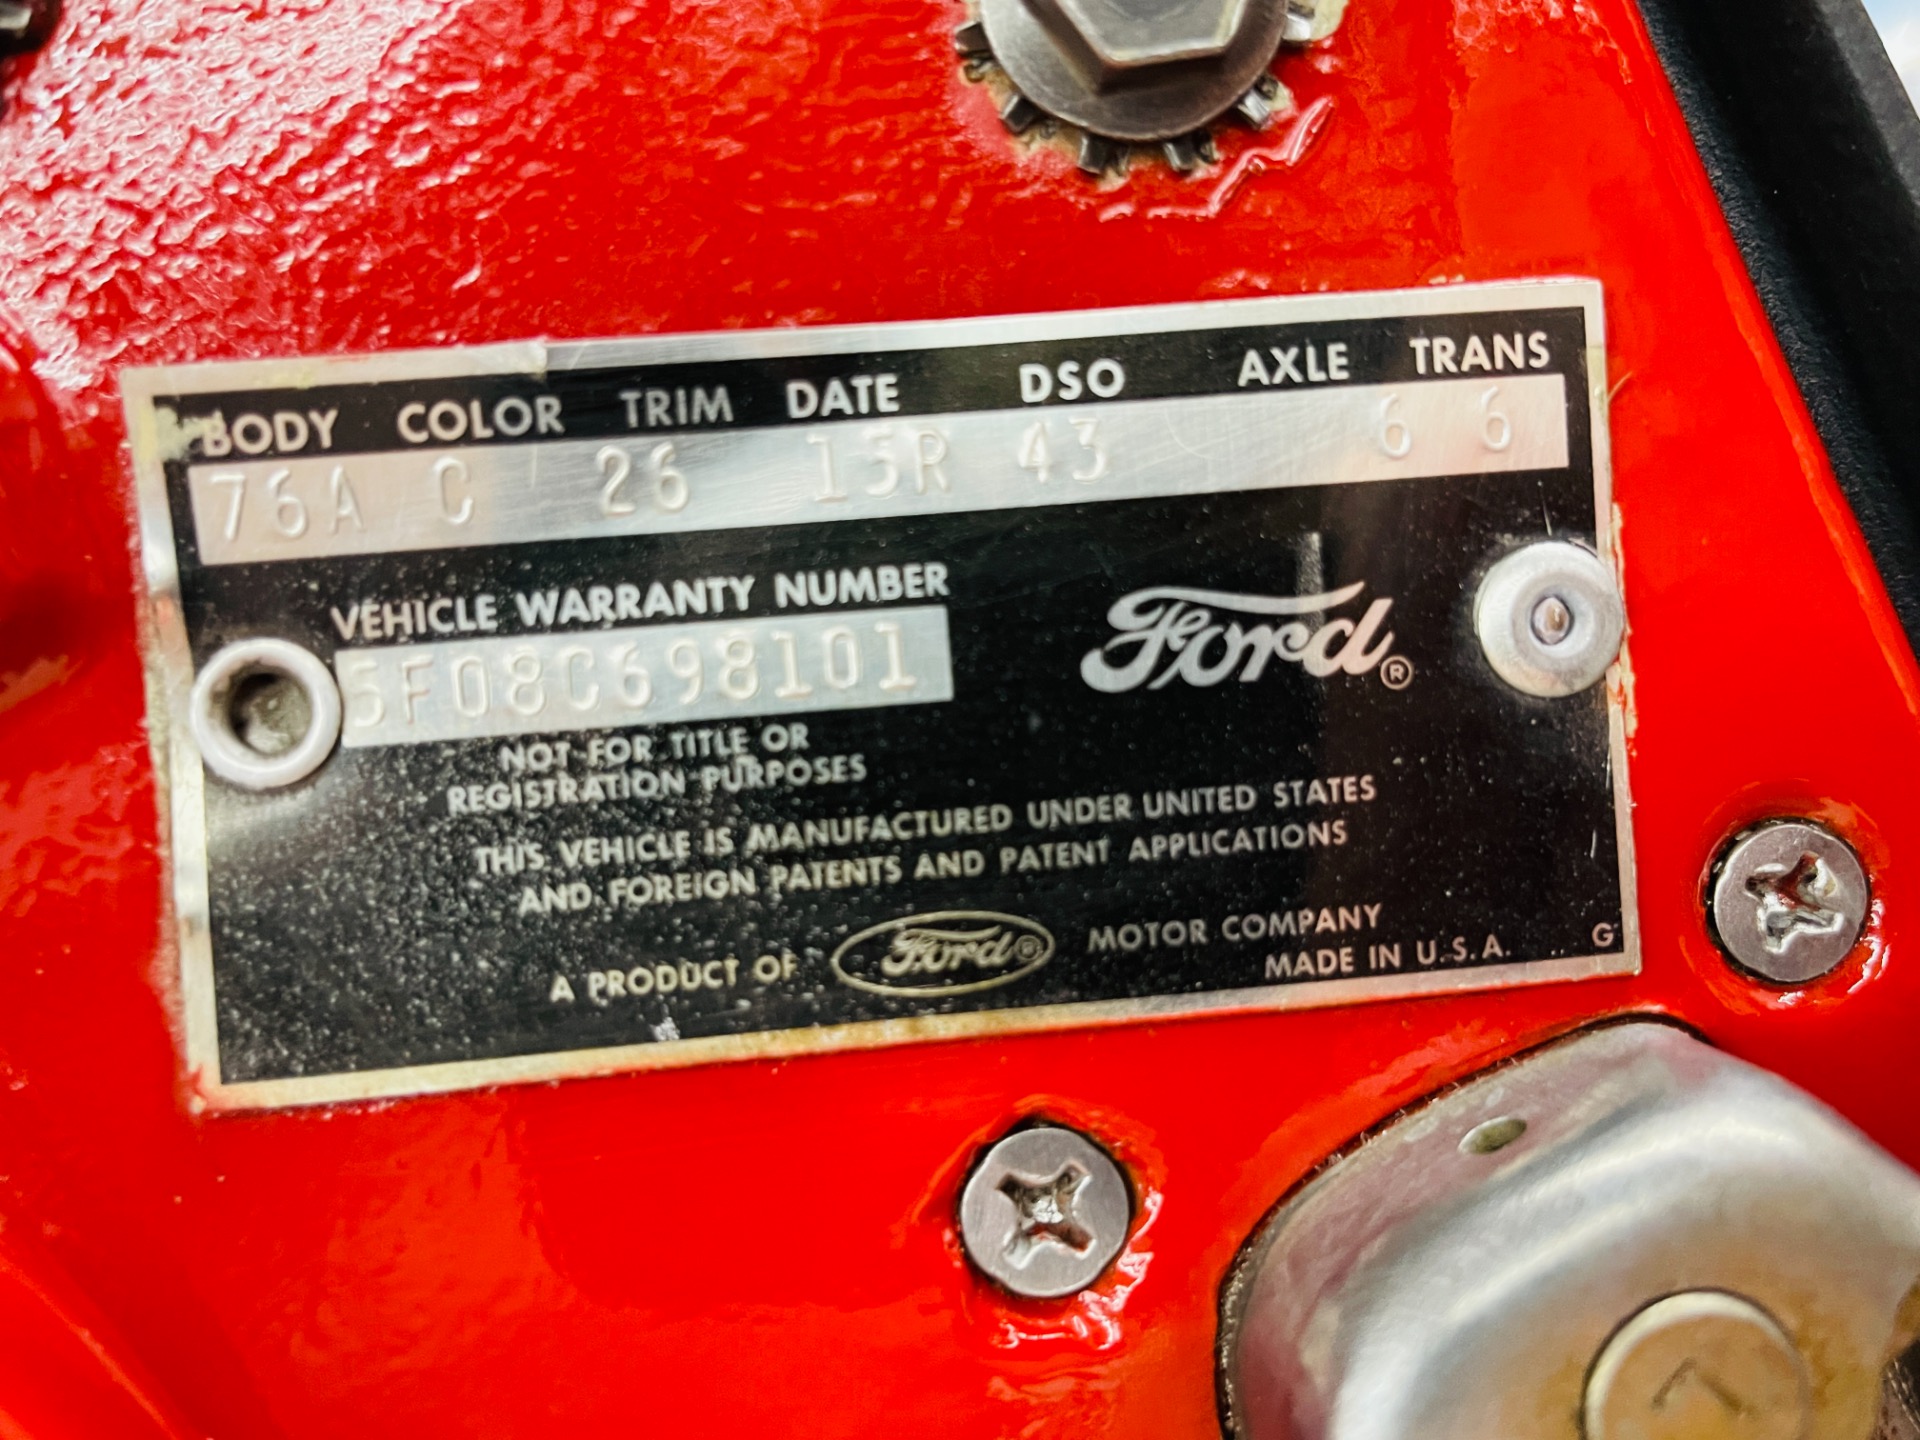 BODY COLOR TRIM DATE DSO AXLE TRANS
76A C 26 15R 43 6 6
VEHICLE WARRANTY NUMBER
5F08C698101
Ford®
NOT FOR TITLE OR
REGISTRATION PURPOSES
THIS VEHICLE IS MANUFACTURED UNDER UNITED STATES
AND FOREIGN PATENTS AND PATENT APPLICATIONS
A PRODUCT OF Ford® MOTOR COMPANY
MADE IN U.S.A. G